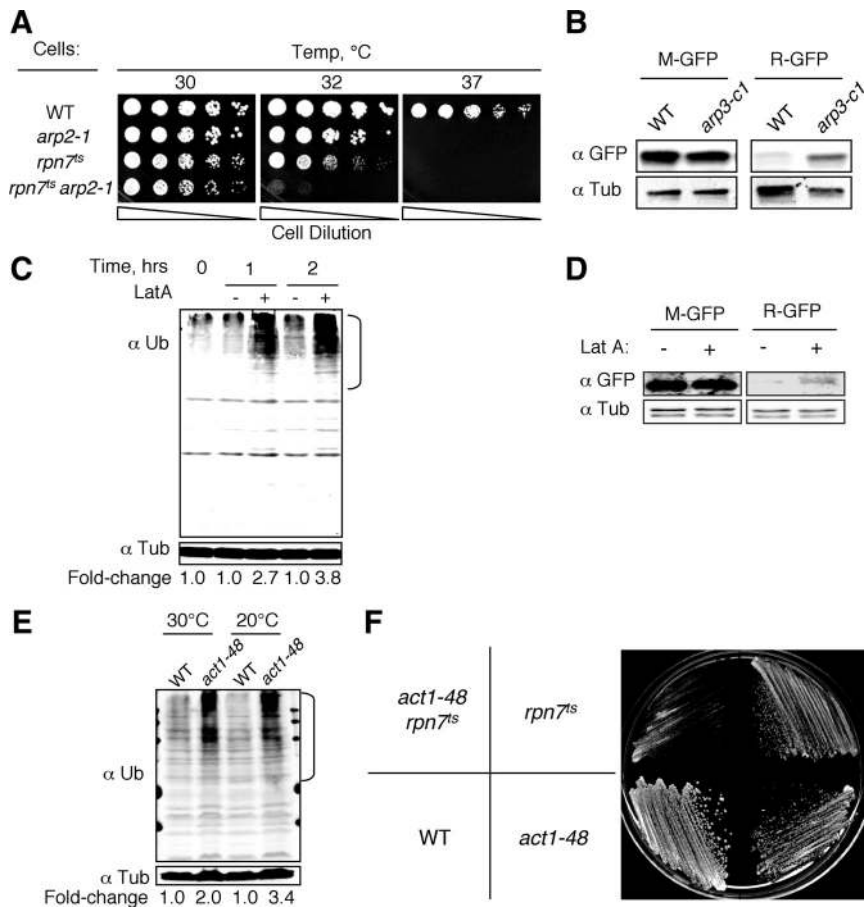 A
Cells:
Temp, °C
30 32 37
WT
arp2-1
rpn7ts
rpn7ts arp2-1
Cell Dilution
B
M-GFP R-GFP
WT arp3-c1 WT arp3-c1
α GFP
α Tub
C
Time, hrs 0 1 2
LatA - + - +
α Ub
α Tub
Fold-change 1.0 1.0 2.7 1.0 3.8
D
M-GFP R-GFP
Lat A: - + - +
α GFP
α Tub
E
30°C 20°C
WT act1-48 WT act1-48
α Ub
α Tub
Fold-change 1.0 2.0 1.0 3.4
F
act1-48
rpn7ts
rpn7ts
WT
act1-48